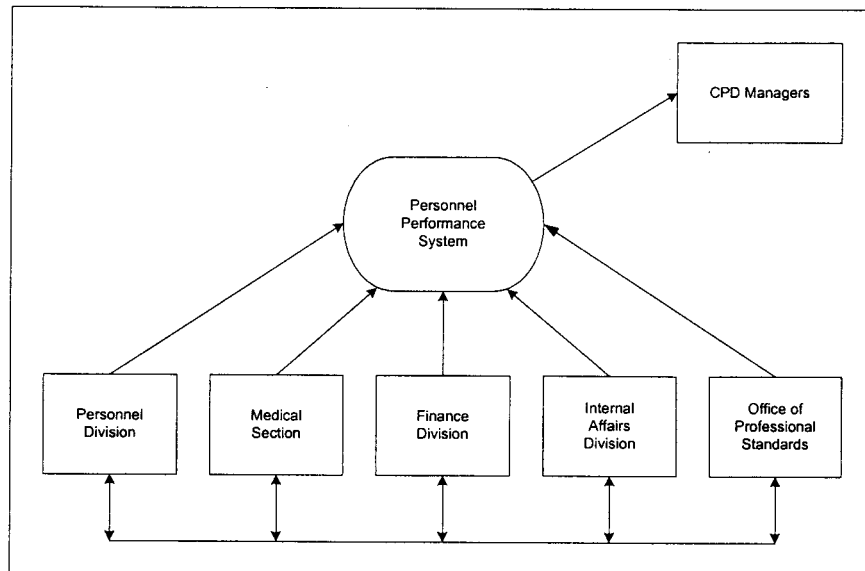 CPD Managers
Personnel
Performance
System
Personnel
Division
Medical
Section
Finance
Division
Internal
Affairs
Division
Office of
Professional
Standards